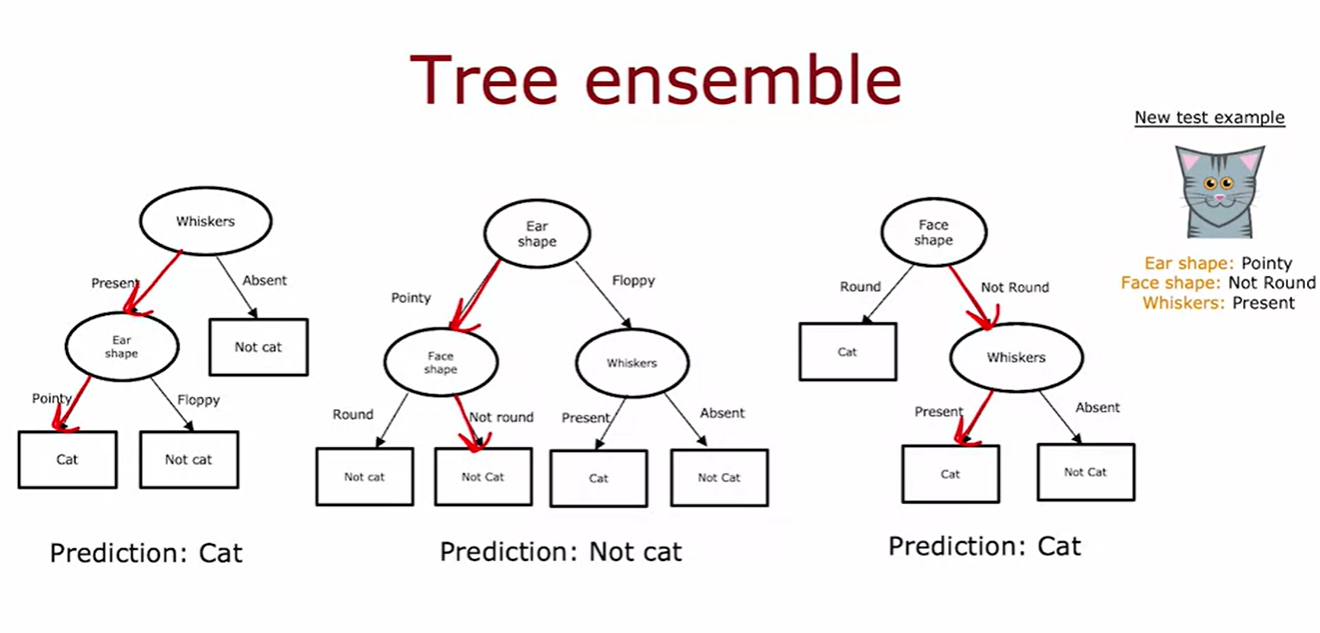 Tree ensemble
New test example
Ear shape: Pointy
Face shape: Not Round
Whiskers: Present
Whiskers
Present
Absent
Ear
shape
Not cat
Pointy
Floppy
Cat
Not cat
Prediction: Cat
Ear
shape
Pointy
Floppy
Face
shape
Whiskers
Round
Not round
Present
Absent
Not cat
Not Cat
Cat
Not Cat
Prediction: Not cat
Face
shape
Round
Not Round
Cat
Whiskers
Present
Absent
Cat
Not Cat
Prediction: Cat